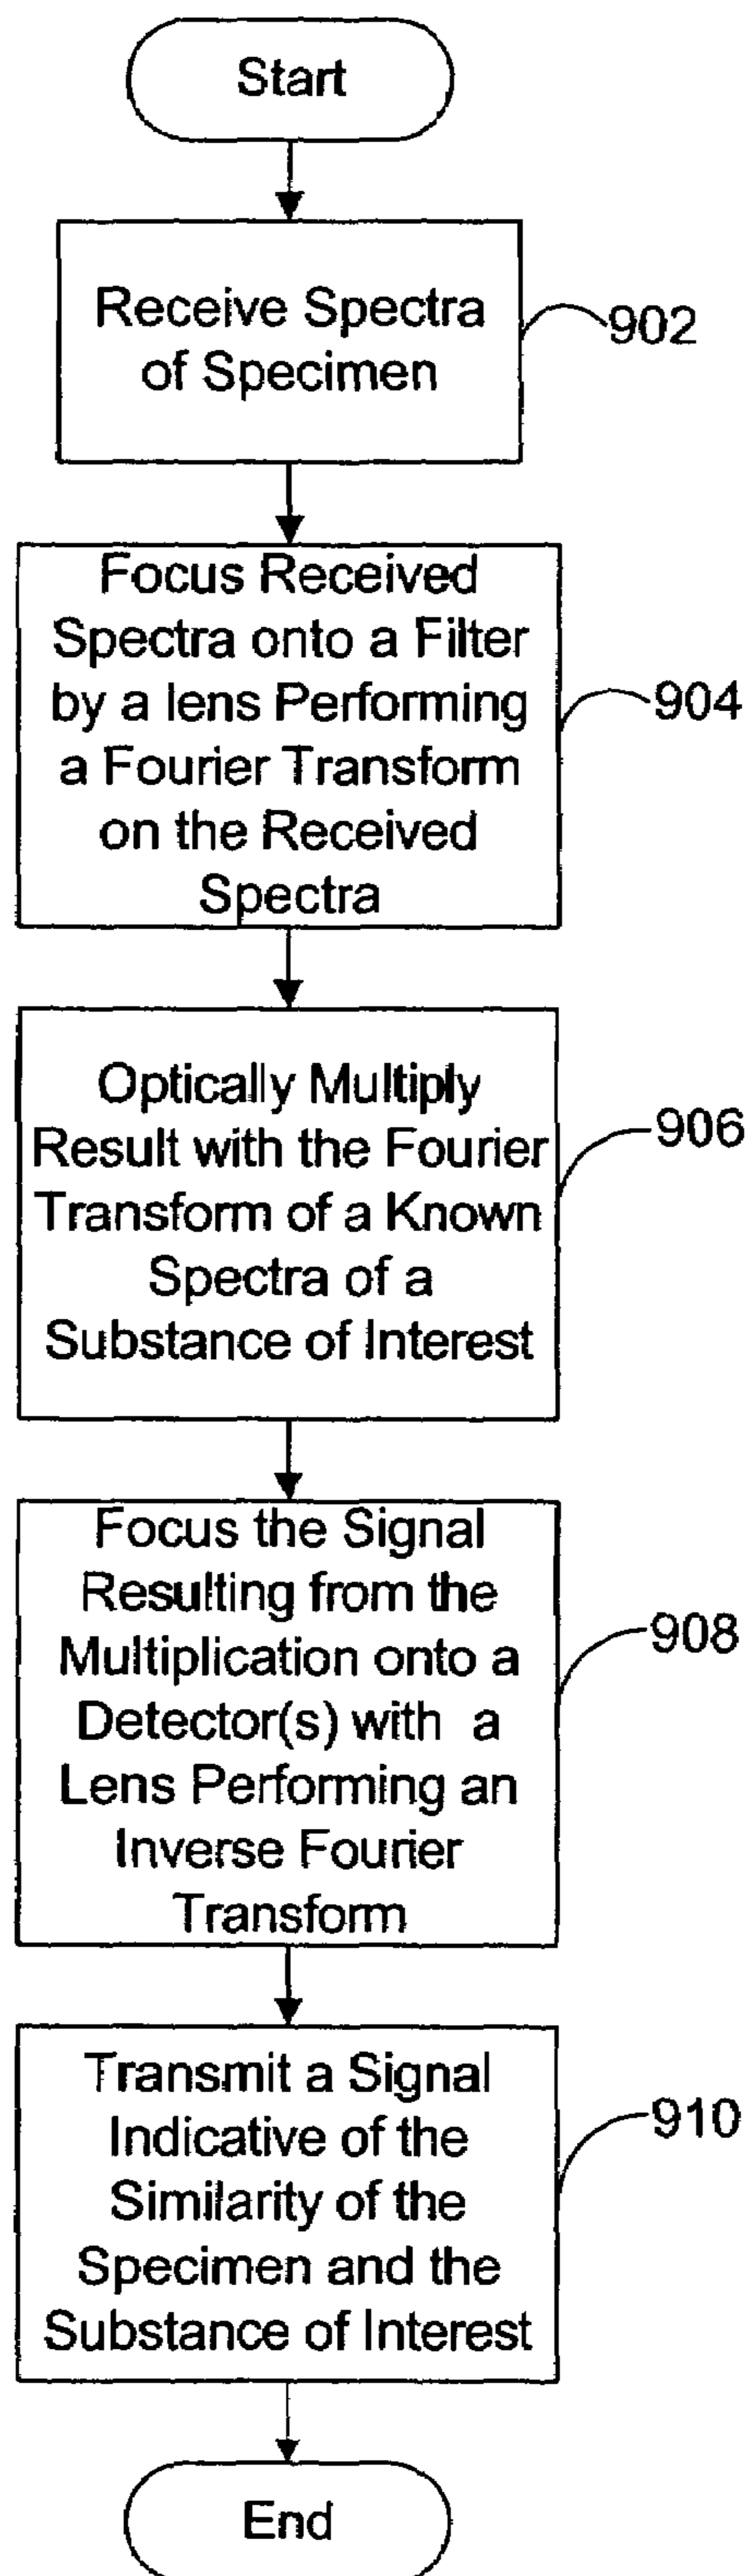 Start
Receive Spectra
of Specimen
902
Focus Received
Spectra onto a Filter
by a lens Performing
a Fourier Transform
on the Received
Spectra
904
Optically Multiply
Result with the Fourier
Transform of a Known
Spectra of a
Substance of Interest
906
Focus the Signal
Resulting from the
Multiplication onto a
Detector(s) with a
Lens Performing an
Inverse Fourier
Transform
908
Transmit a Signal
Indicative of the
Similarity of the
Specimen and the
Substance of Interest
910
End